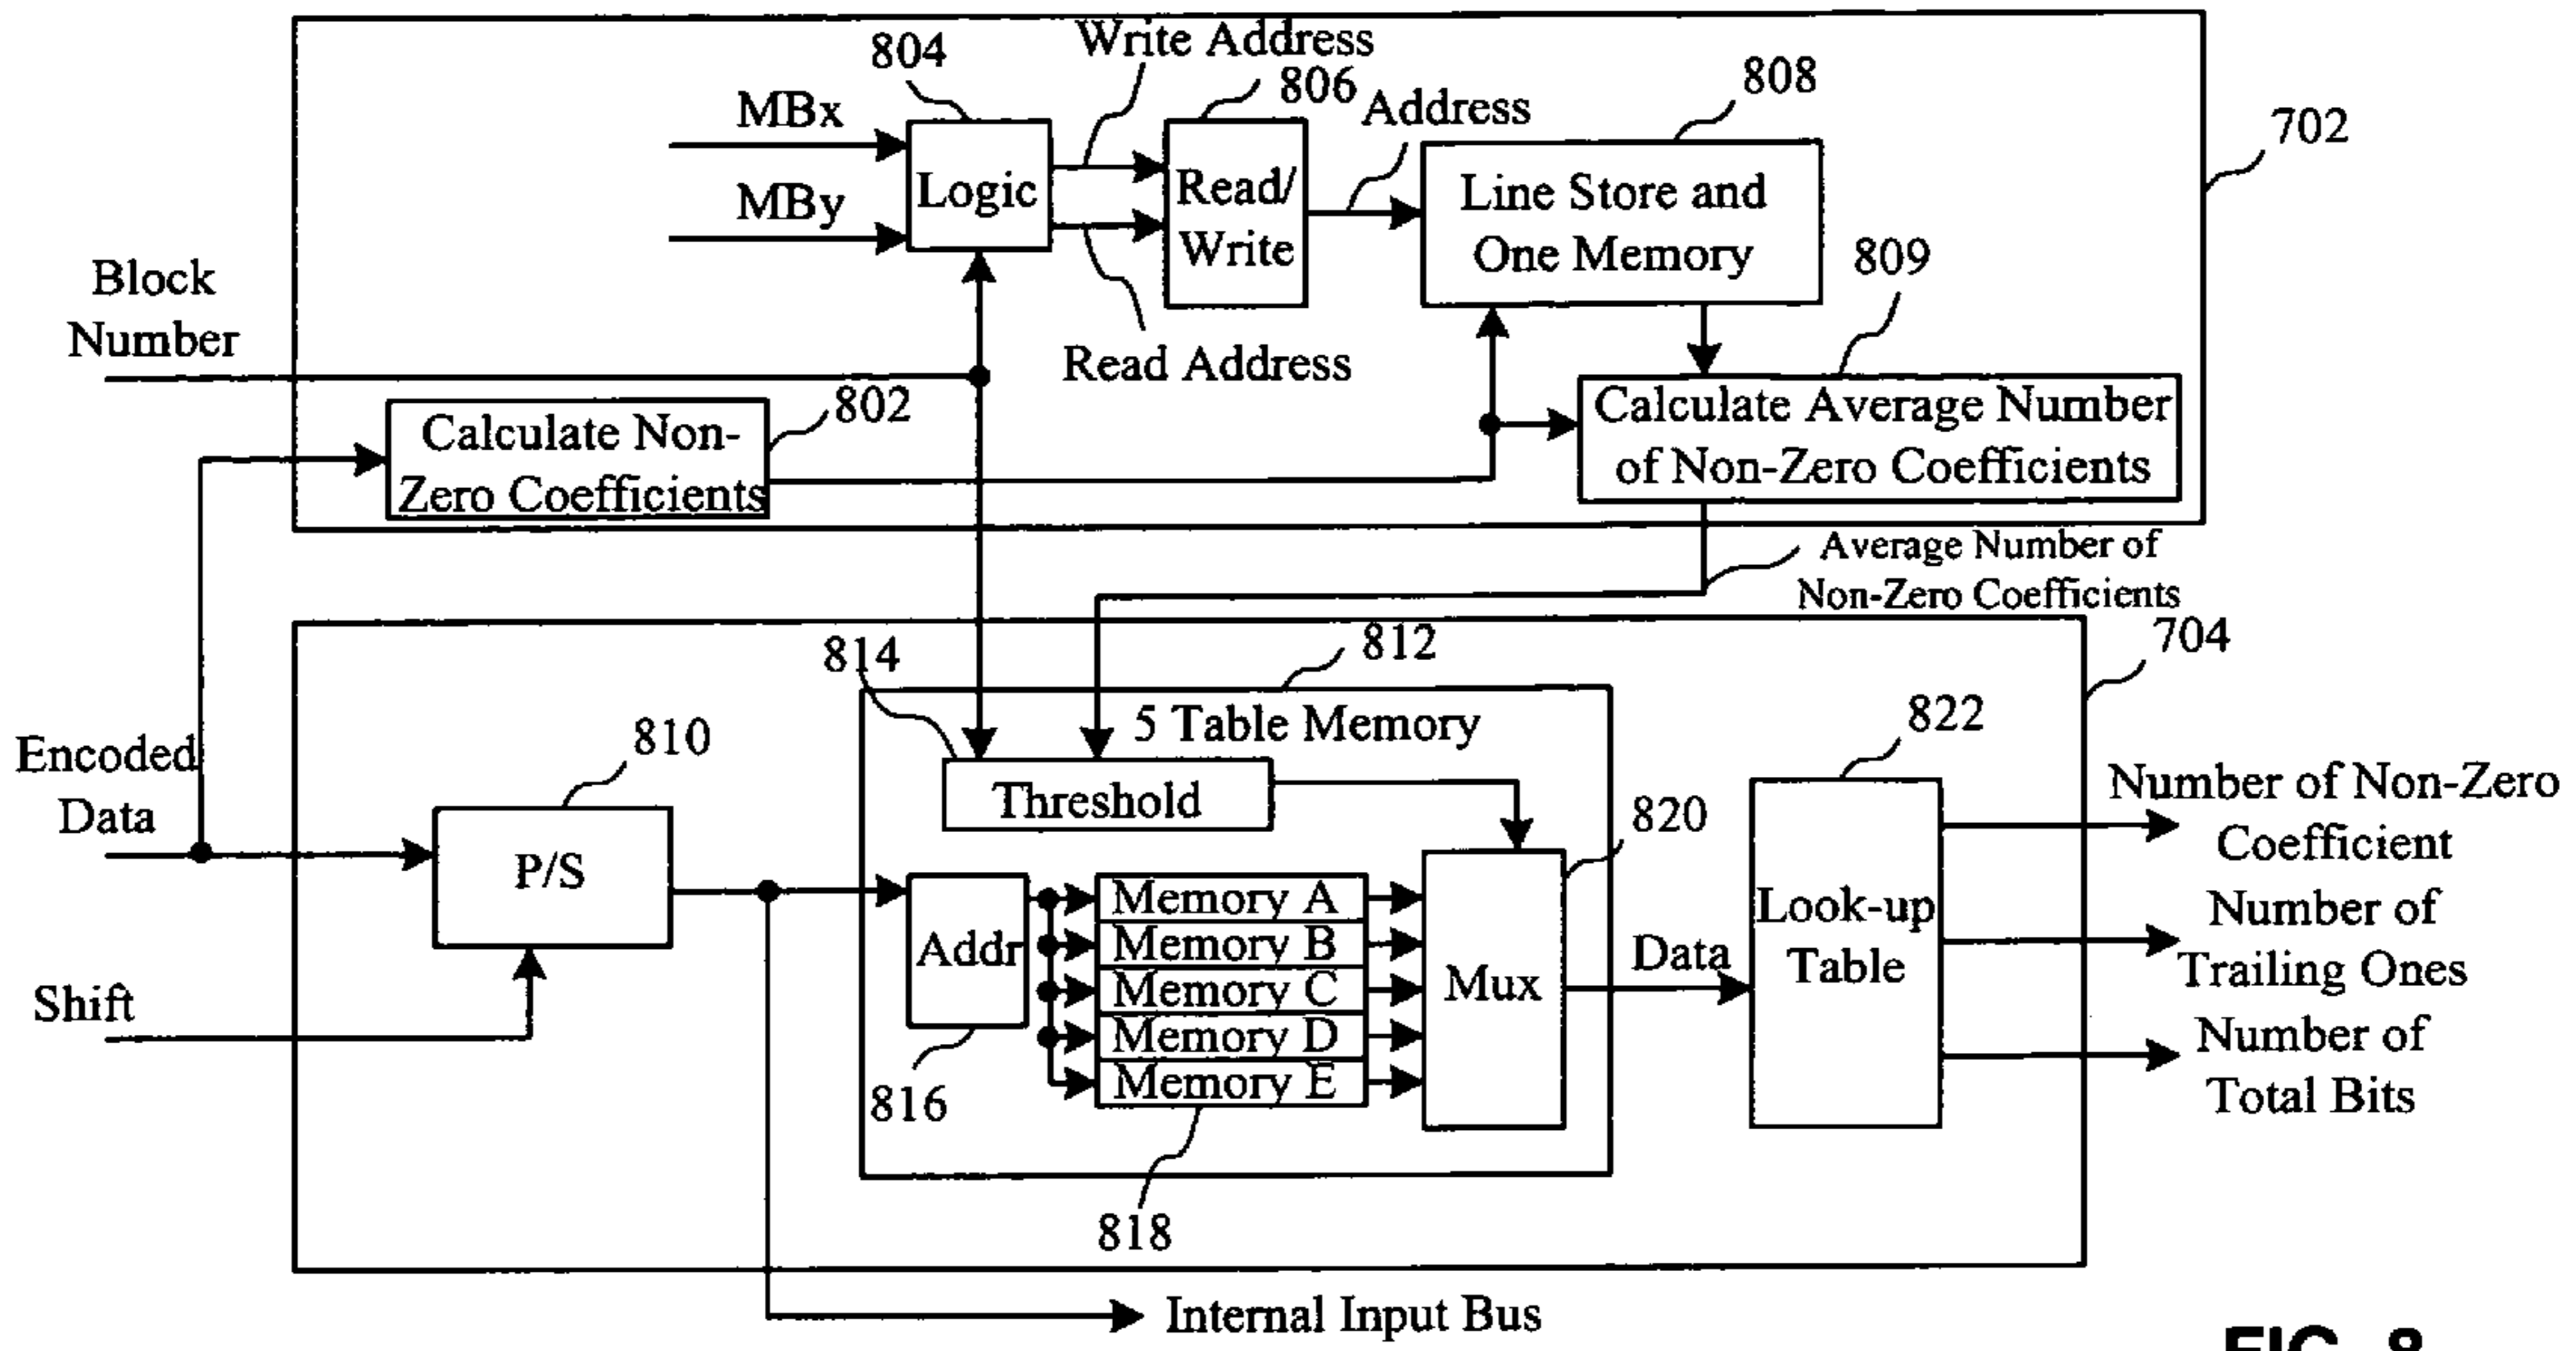 Write Address
804
806
808
MBx
Address
702
Logic
Read/
Write
Line Store and
One Memory
MBy
809
Block
Number
Read Address
802
Calculate Non-
Zero Coefficients
Calculate Average Number
of Non-Zero Coefficients
Average Number of
Non-Zero Coefficients
704
814
812
5 Table Memory
822
810
Encoded
Data
Threshold
820
Number of Non-Zero
Coefficient
P/S
Addr
Memory A
Memory B
Memory C
Memory D
Memory E
Mux
Data
Look-up
Table
Number of
Trailing Ones
Shift
Number of
Total Bits
816
818
Internal Input Bus
FIG. 8